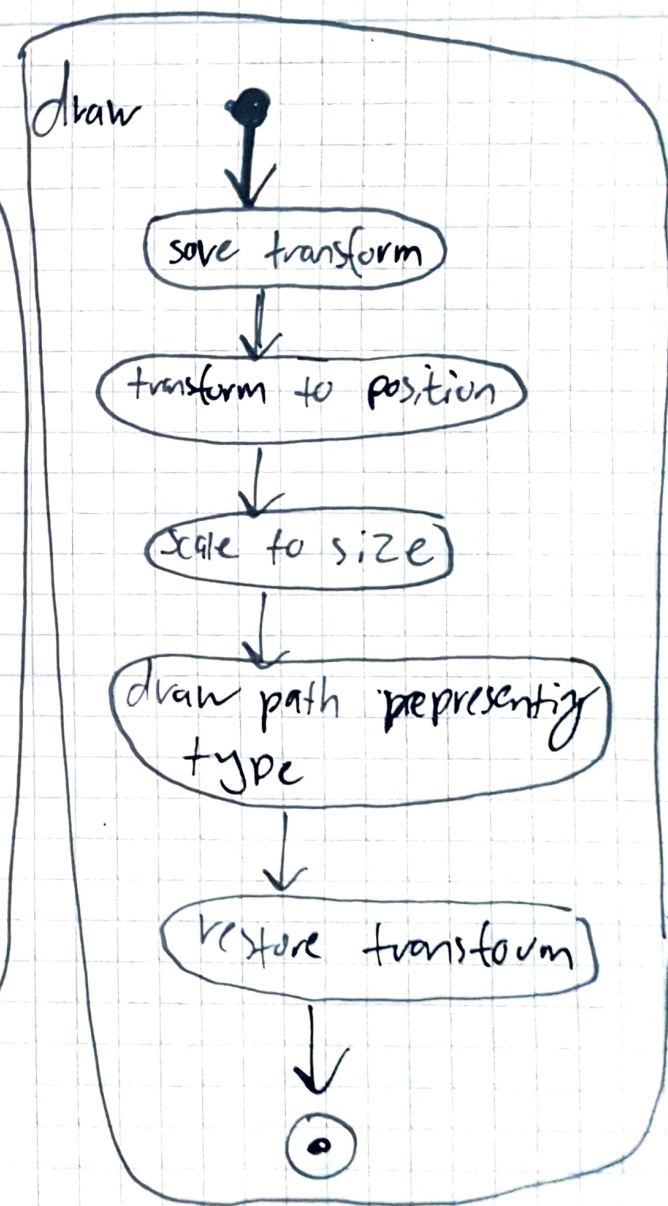 draw
save transform
transform to position
scale to size
draw path representing
type
restore transform